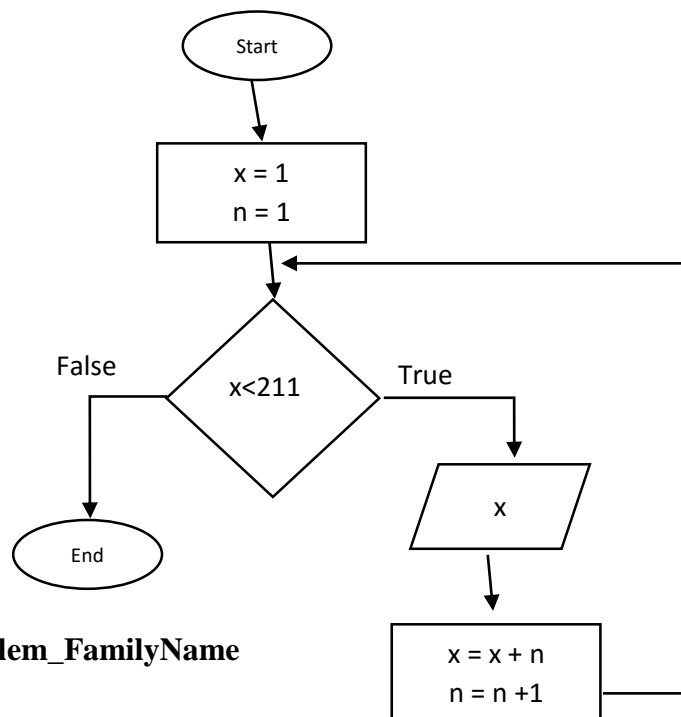 Start
x = 1
n = 1
x<211
False
True
x
End
lem_FamilyName
x = x + n
n = n +1